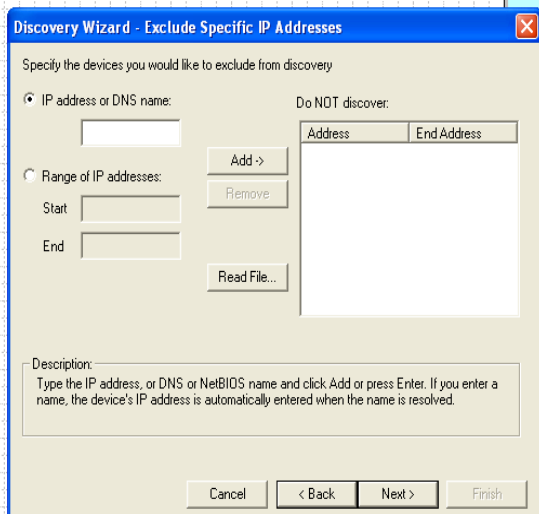 Discovery Wizard - Exclude Specific IP Addresses
Specify the devices you would like to exclude from discovery
IP address or DNS name:
Do NOT discover:
Address End Address
Add ->
Range of IP addresses:
Remove
Start
End
Read File...
Description:
Type the IP address, or DNS or NetBIOS name and click Add or press Enter. If you enter a
name, the device's IP address is automatically entered when the name is resolved.
Cancel < Back Next > Finish